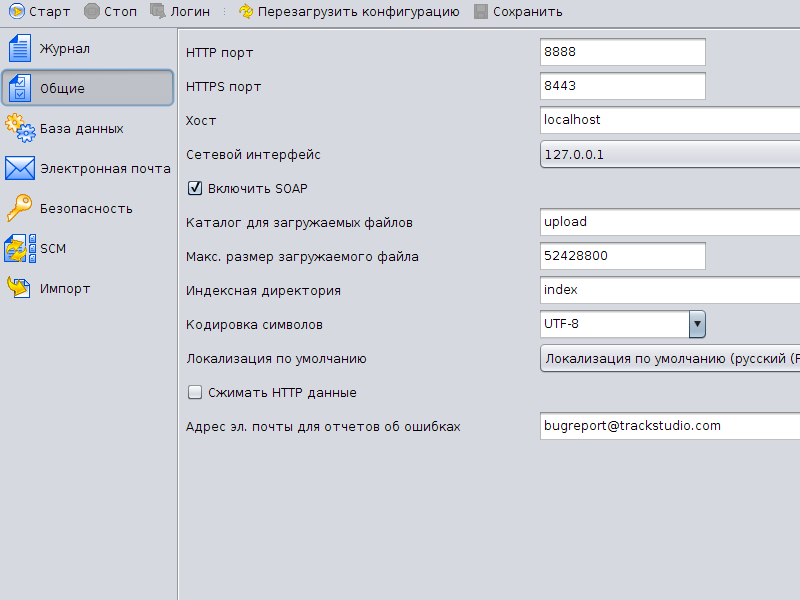 Старт Стоп Логин Перезагрузить конфигурацию Сохранить
Журнал
Общие
База данных
Электронная почта
Безопасность
SCM
Импорт
HTTP порт 8888
HTTPS порт 8443
Хост localhost
Сетевой интерфейс 127.0.0.1
Включить SOAP
Каталог для загружаемых файлов upload
Макс. размер загружаемого файла 52428800
Индексная директория index
Кодировка символов UTF-8
Локализация по умолчанию Локализация по умолчанию (русский (
Сжимать HTTP данные
Адрес эл. почты для отчетов об ошибках bugreport@trackstudio.com